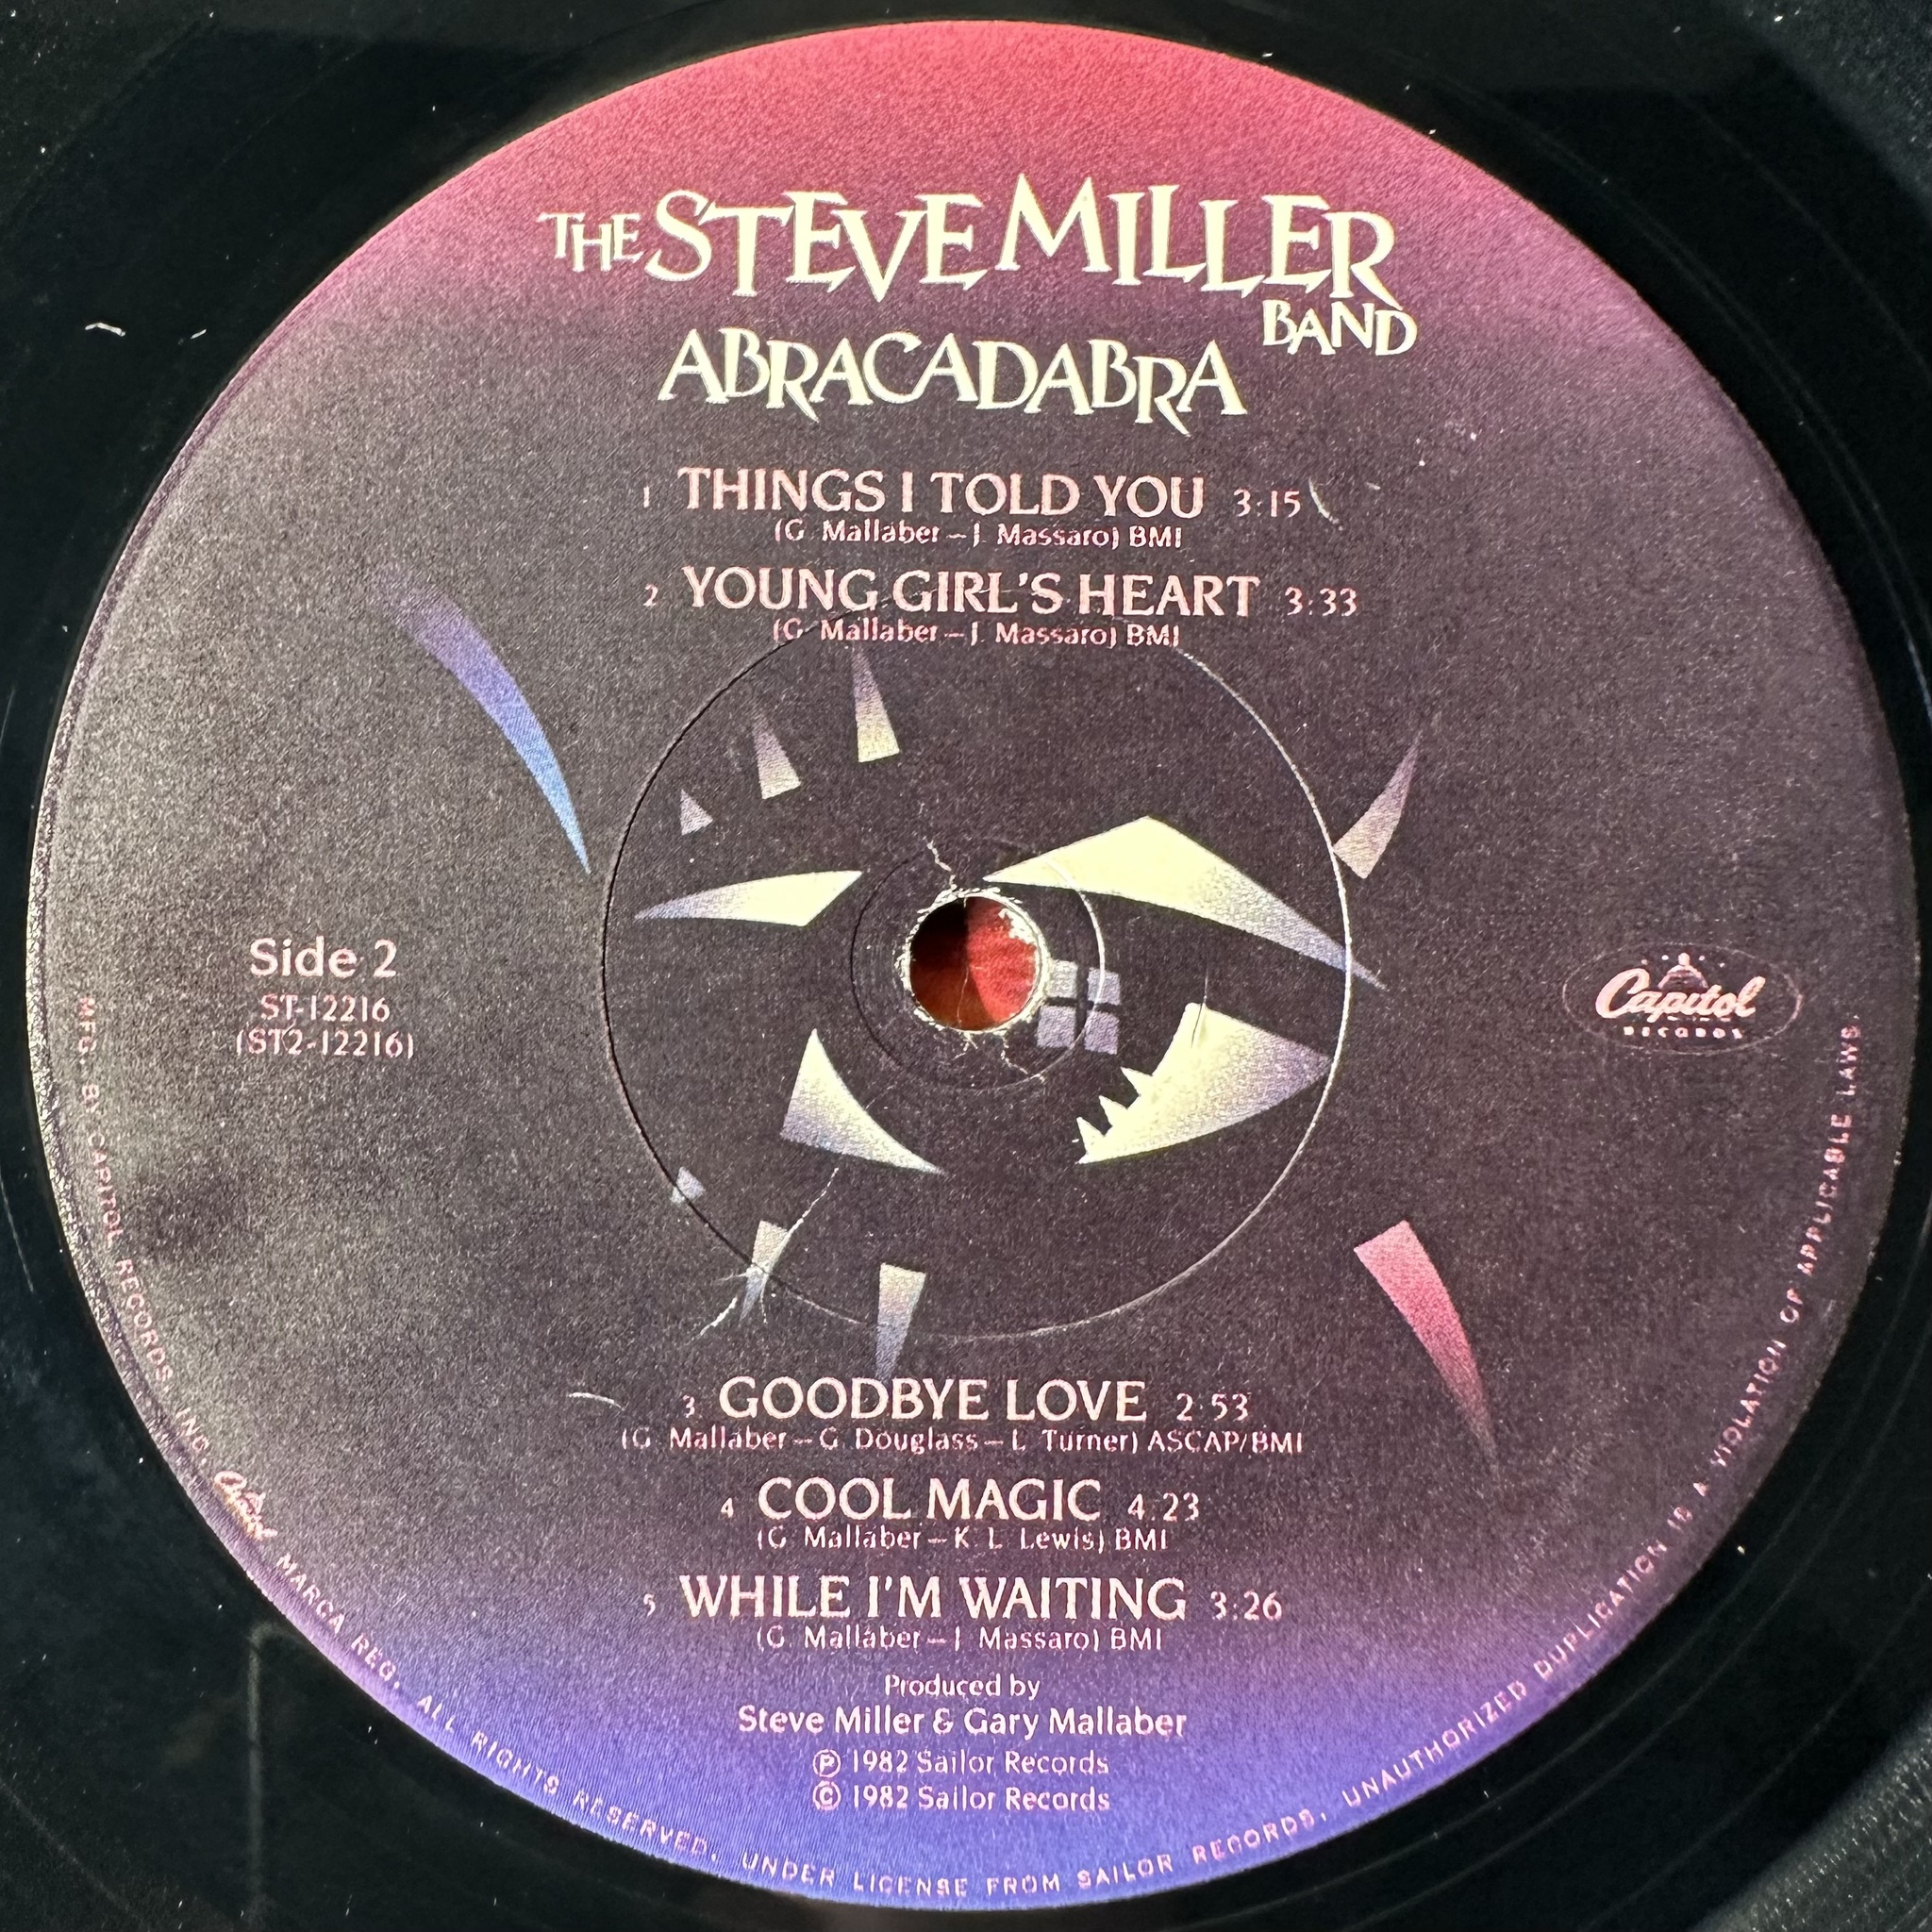 THE STEVE MILLER
BAND
ABRACADABRA
1 THINGS I TOLD YOU 3:15
(G. Mallaber – J. Massaro) BMI
2 YOUNG GIRL'S HEART 3:33
(G. Mallaber – J. Massaro) BMI
Side 2
ST-12216
(ST2-12216)
Capitol
RECORDS
3 GOODBYE LOVE 2:53
(G. Mallaber – G. Douglass – L. Turner) ASCAP/BMI
4 COOL MAGIC 4:23
(G. Mallaber – K. L. Lewis) BMI
5 WHILE I'M WAITING 3:26
(G. Mallaber – J. Massaro) BMI
Produced by
Steve Miller & Gary Mallaber
℗ 1982 Sailor Records
© 1982 Sailor Records
MFG. BY CAPITOL RECORDS, INC. Capitol MARCA REG. ALL RIGHTS RESERVED. UNDER LICENSE FROM SAILOR RECORDS. UNAUTHORIZED DUPLICATION IS A VIOLATION OF APPLICABLE LAWS.